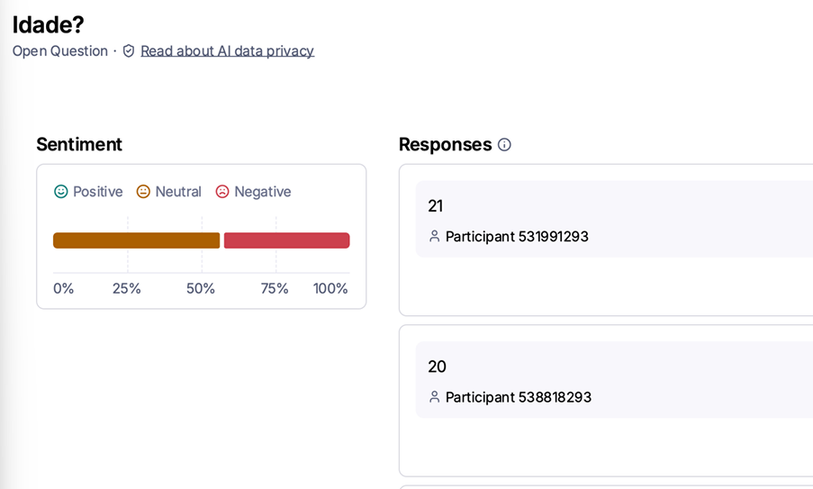 Idade?
Open Question · Read about AI data privacy
Sentiment
Positive Neutral Negative
0% 25% 50% 75% 100%
Responses
21
Participant 531991293
20
Participant 538818293